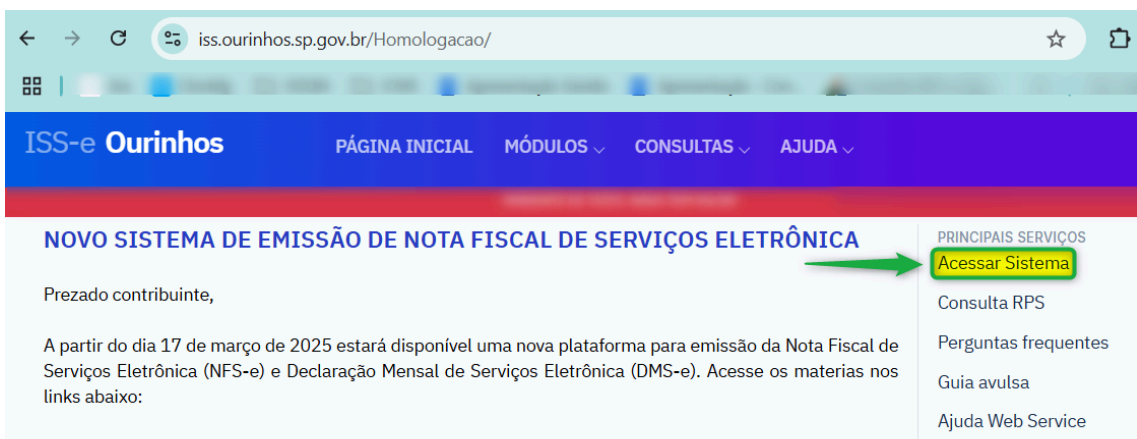 iss.ourinhos.sp.gov.br/Homologacao/
ISS-e Ourinhos
PÁGINA INICIAL
MÓDULOS
CONSULTAS
AJUDA
NOVO SISTEMA DE EMISSÃO DE NOTA FISCAL DE SERVIÇOS ELETRÔNICA
Prezado contribuinte,
A partir do dia 17 de março de 2025 estará disponível uma nova plataforma para emissão da Nota Fiscal de
Serviços Eletrônica (NFS-e) e Declaração Mensal de Serviços Eletrônica (DMS-e). Acesse os materias nos
links abaixo:
PRINCIPAIS SERVIÇOS
Acessar Sistema
Consulta RPS
Perguntas frequentes
Guia avulsa
Ajuda Web Service